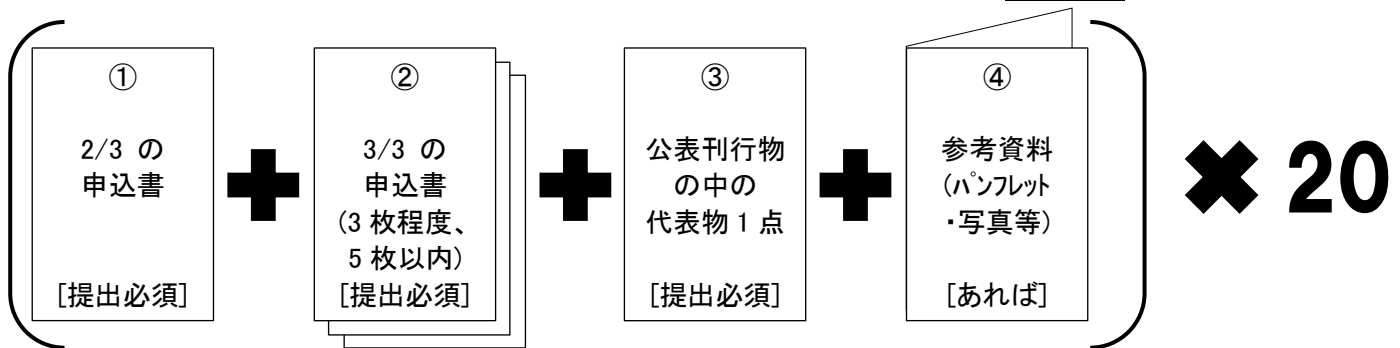 ①
2/3 の
申込書
[提出必須]
②
3/3 の
申込書
(3 枚程度、
5 枚以内)
[提出必須]
③
公表刊行物
の中の
代表物 1 点
[提出必須]
④
参考資料
(ﾊﾟﾝﾌﾚｯﾄ
・写真等)
[あれば]
✖ 20